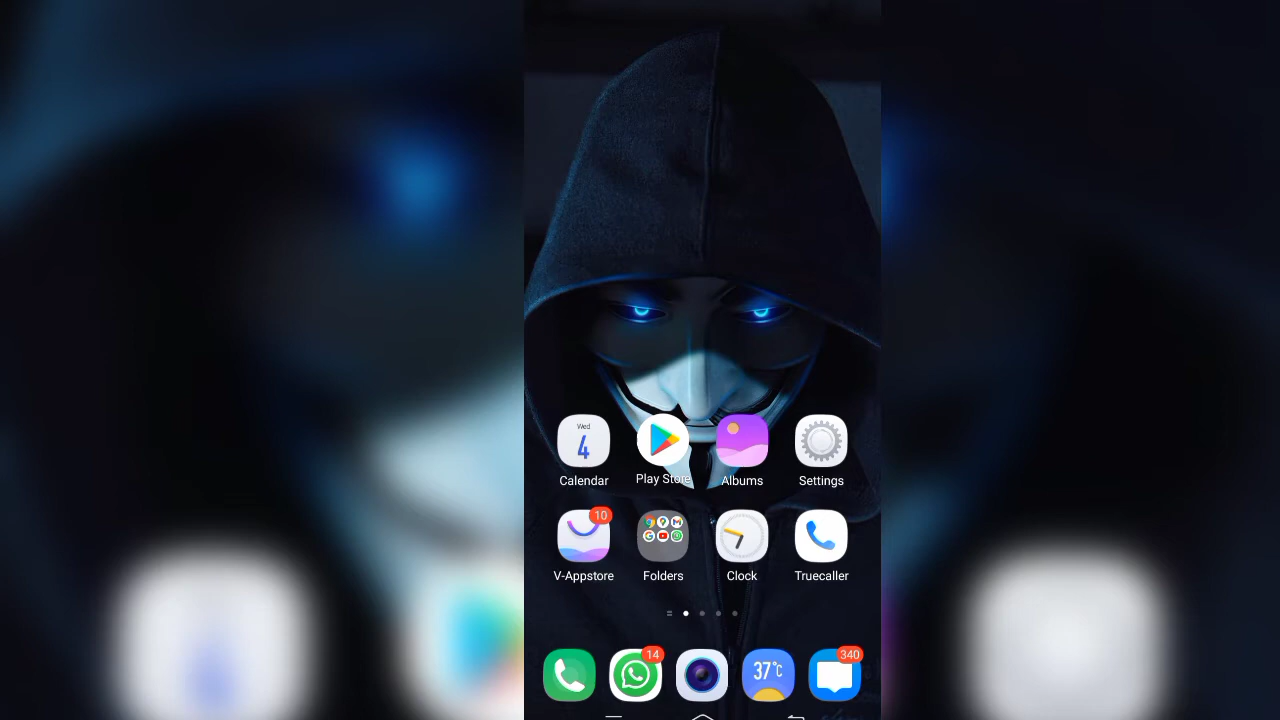 Wed
4
Calendar
Play Store
Albums
Settings
10
V-Appstore
Folders
Clock
Truecaller
14
37°C
340